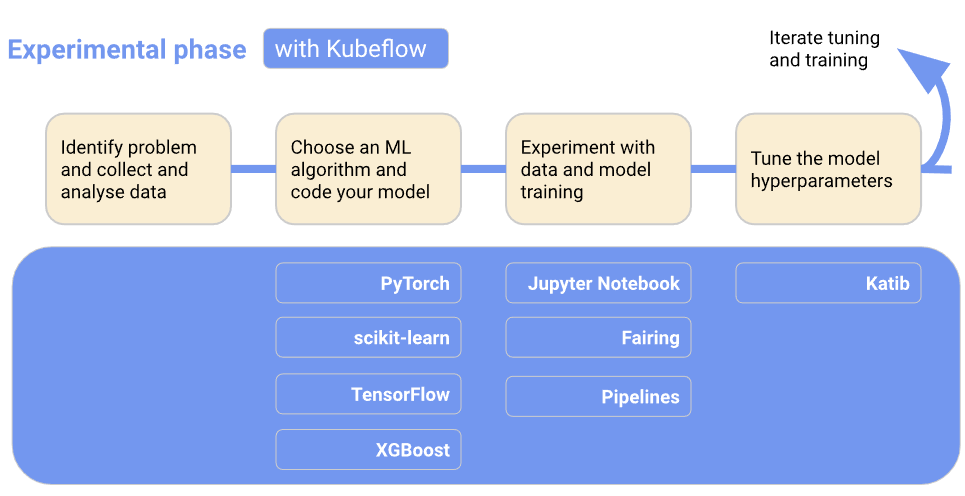 Experimental phase with Kubeflow
Iterate tuning
and training
Identify problem
and collect and
analyse data
Choose an ML
algorithm and
code your model
Experiment with
data and model
training
Tune the model
hyperparameters
PyTorch
scikit-learn
TensorFlow
XGBoost
Jupyter Notebook
Fairing
Pipelines
Katib